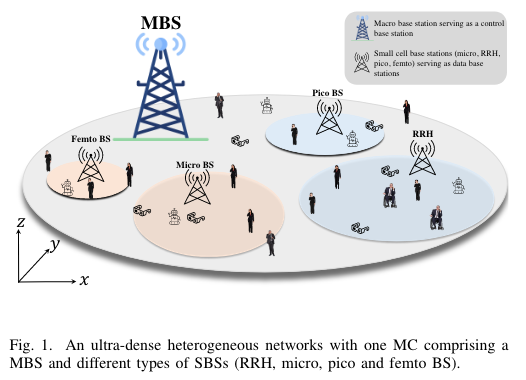 MBS
Macro base station serving as a control
base station
Small cell base stations (micro, RRH,
pico, femto) serving as data base
stations
Pico BS
Femto BS
RRH
Micro BS
z
y
x
Fig. 1. An ultra-dense heterogeneous networks with one MC comprising a
MBS and different types of SBSs (RRH, micro, pico and femto BS).